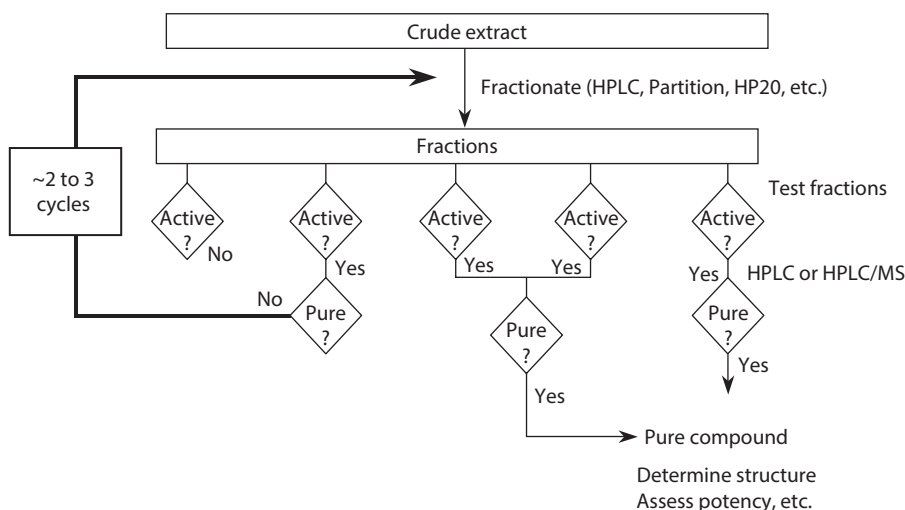 Crude extract
Fractionate (HPLC, Partition, HP20, etc.)
Fractions
~2 to 3
cycles
Test fractions
Active
?
No
Active
?
Yes
Active
?
Yes
Active
?
Yes
Active
?
Yes
HPLC or HPLC/MS
No
Pure
?
Pure
?
Yes
Pure
?
Yes
Pure compound
Determine structure
Assess potency, etc.